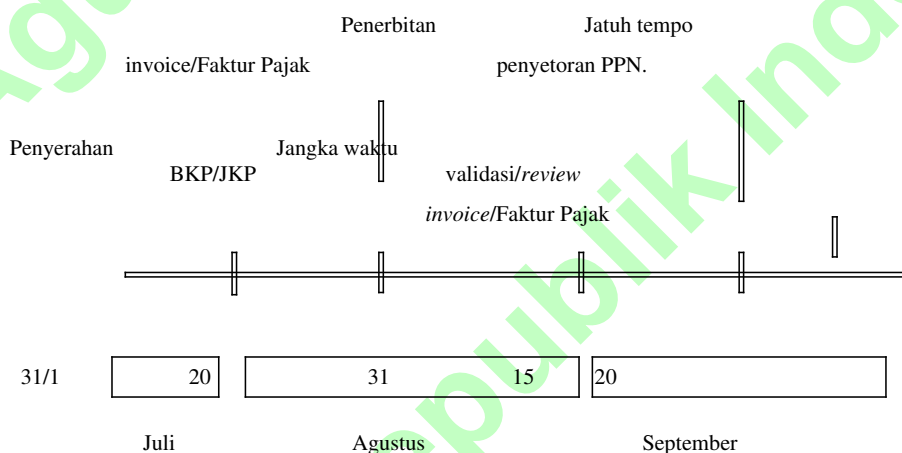 Penerbitan Jatuh tempo
invoice/Faktur Pajak penyetoran PPN.
Penyerahan Jangka waktu
BKP/JKP validasi/review
invoice/Faktur Pajak
31/1 20 31 15 20
Juli Agustus September